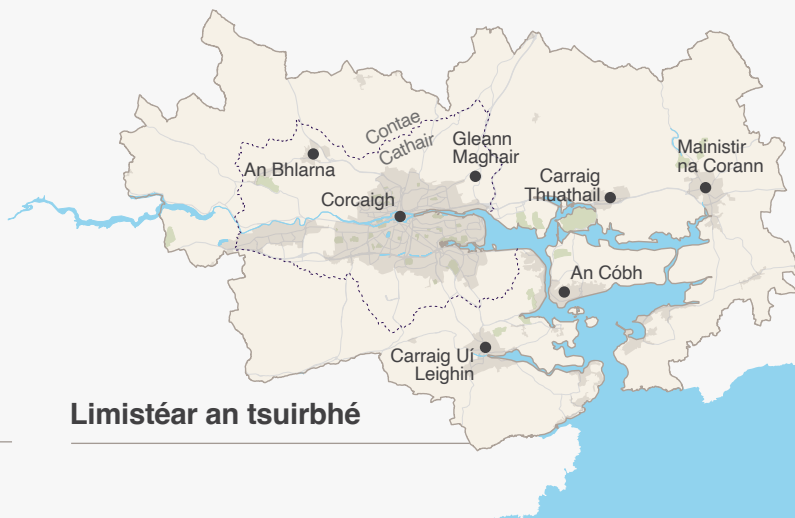 Contae
Cathair
Gleann
Maghair
An Bhlarna
Mainistir
na Corann
Carraig
Thuathail
Corcaigh
An Cóbh
Carraig Uí
Leighin
Limistéar an tsuirbhé